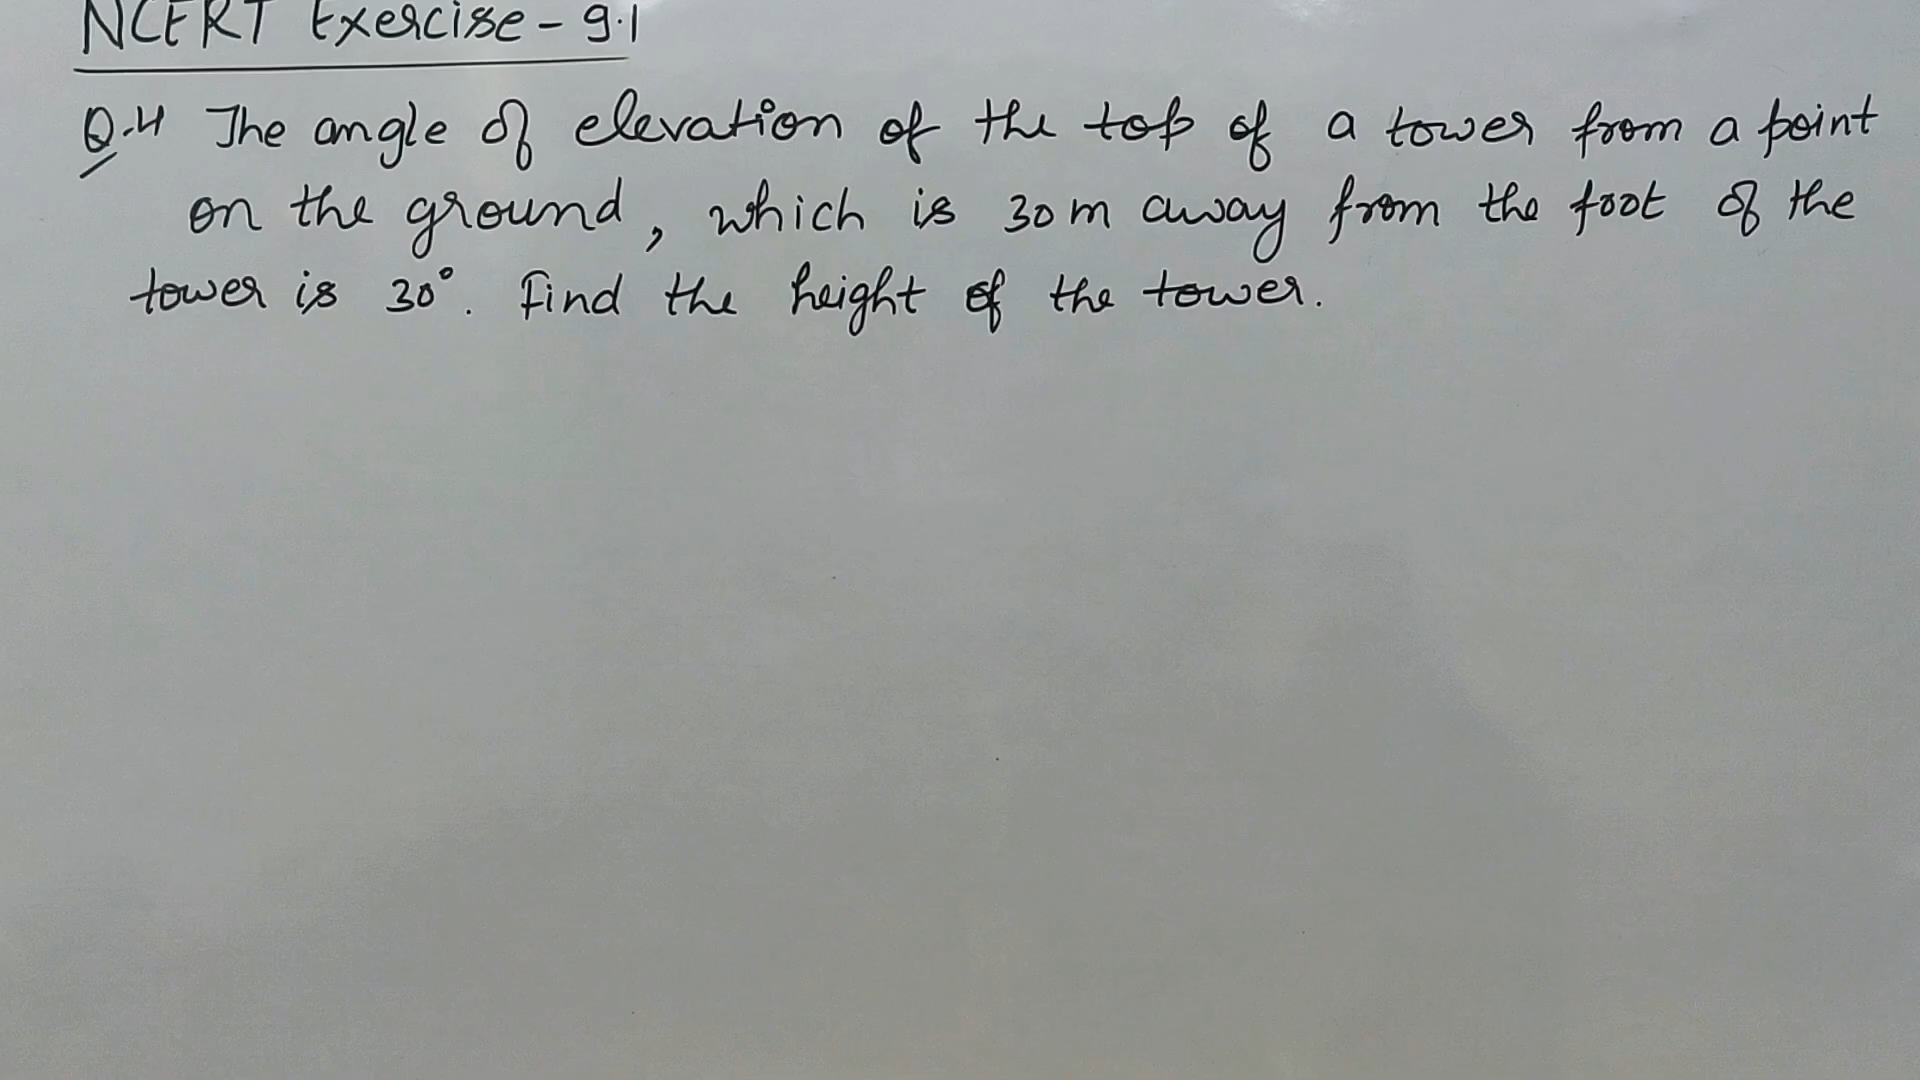 NCERT Exercise - 9.1
Q.4 The angle of elevation of the top of a tower from a point
on the ground, which is 30 m away from the foot of the
tower is 30°. Find the height of the tower.